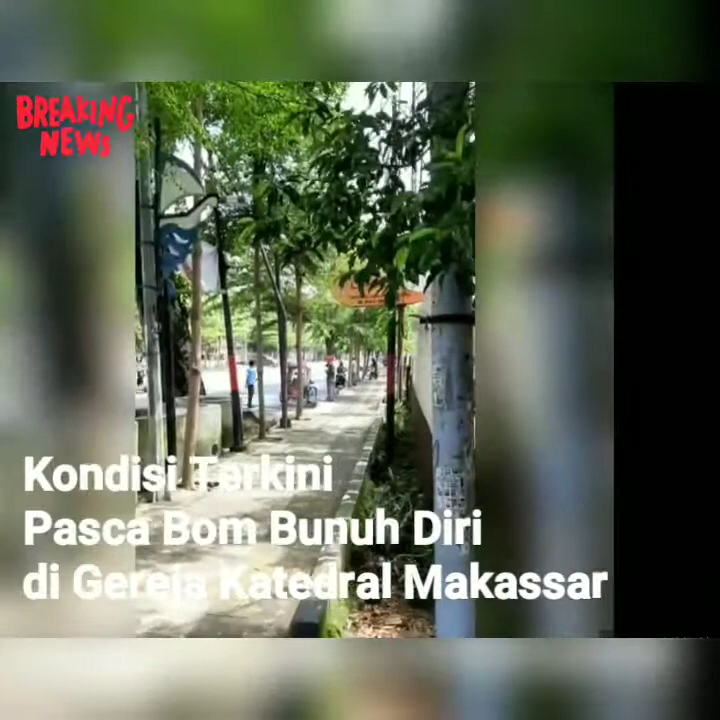 BREAKING
NEWS
Kondisi Terkini
Pasca Bom Bunuh Diri
di Gereja Katedral Makassar